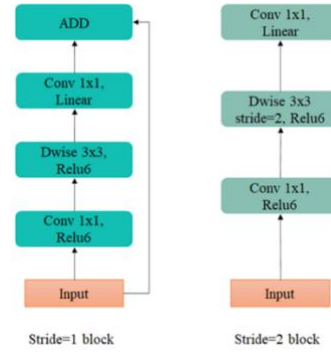 ADD
Conv 1x1,
Linear
Dwise 3x3,
Relu6
Conv 1x1,
Relu6
Input
Stride=1 block
Conv 1x1,
Linear
Dwise 3x3
stride=2, Relu6
Conv 1x1,
Relu6
Input
Stride=2 block